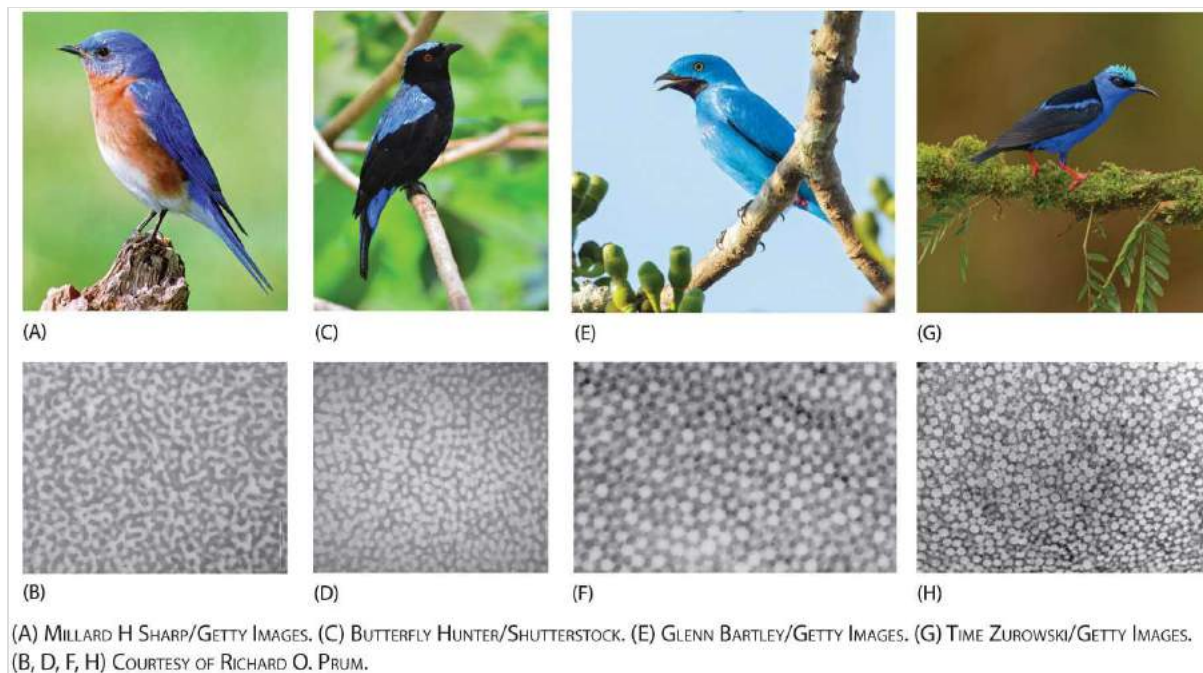 (A)
(C)
(E)
(G)
(B)
(D)
(F)
(H)
(A) MILLARD H SHARP/GETTY IMAGES. (C) BUTTERFLY HUNTER/SHUTTERSTOCK. (E) GLENN BARTLEY/GETTY IMAGES. (G) TIME ZUROWSKI/GETTY IMAGES.
(B, D, F, H) COURTESY OF RICHARD O. PRUM.